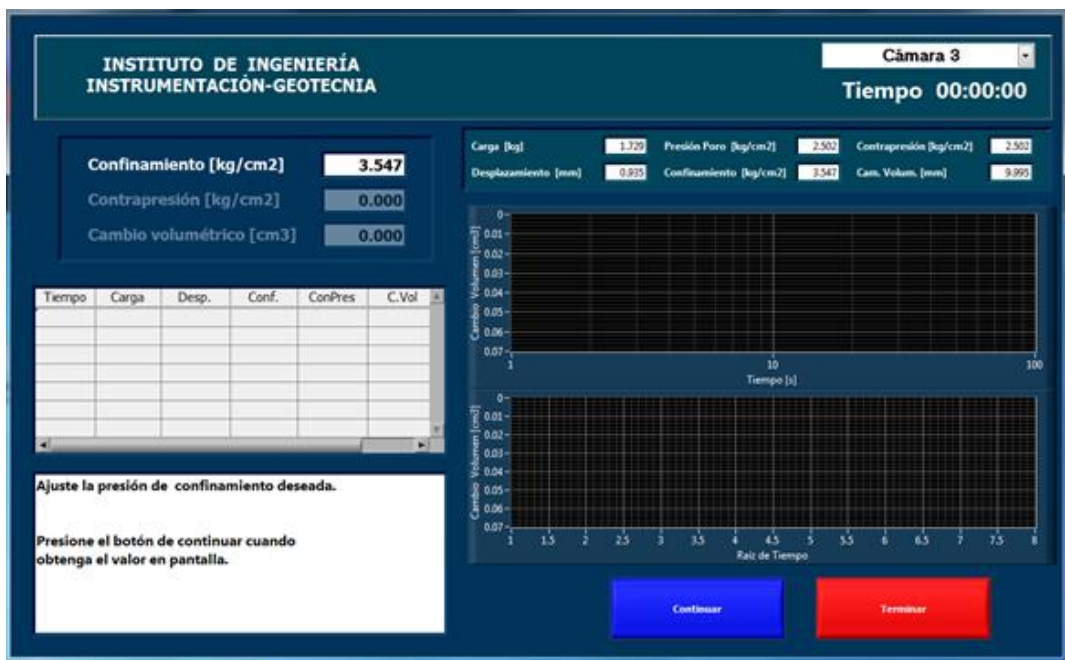 INSTITUTO DE INGENIERÍA
INSTRUMENTACIÓN-GEOTECNIA
Cámara 3
Tiempo 00:00:00
Confinamiento [kg/cm2] 3.547
Contrapresión [kg/cm2] 0.000
Cambio volumétrico [cm3] 0.000
Carga [kg] 1.729 Presión Poro [kg/cm2] 2.502 Contrapresión [kg/cm2] 2.502
Desplazamiento [mm] 0.935 Confinamiento [kg/cm2] 3.547 Cam. Volum. [mm] 9.995
Tiempo Carga Desp. Conf. ConPres C.Vol
Cambio Volumen [cm3]
0
0.01
0.02
0.03
0.04
0.05
0.06
0.07
1 10 100
Tiempo [s]
Cambio Volumen [cm3]
0
0.01
0.02
0.03
0.04
0.05
0.06
0.07
1 1.5 2 2.5 3 3.5 4 4.5 5 5.5 6 6.5 7 7.5 8
Raíz de Tiempo
Ajuste la presión de confinamiento deseada.
Presione el botón de continuar cuando
obtenga el valor en pantalla.
Continuar
Terminar